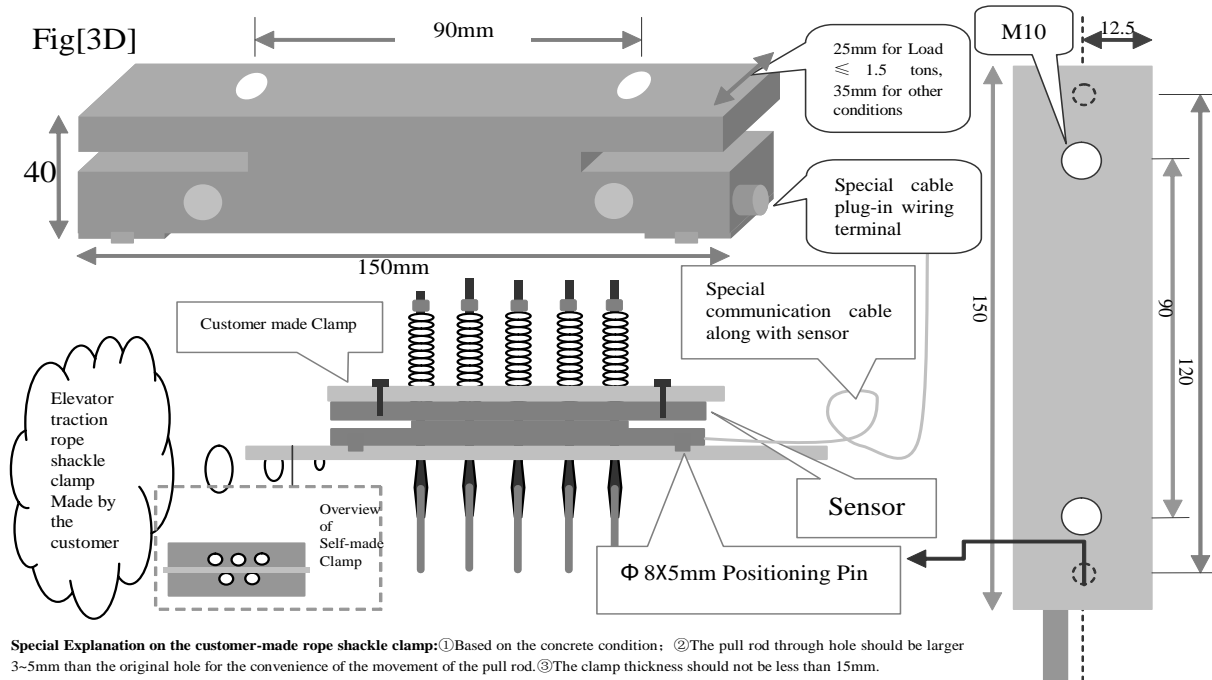 Fig[3D]
90mm
25mm for Load
≤ 1.5 tons,
35mm for other
conditions
M10
12.5
40
Special cable
plug-in wiring
terminal
150mm
Customer made Clamp
Special
communication cable
along with sensor
150
90
120
Elevator
traction
rope
shackle
clamp
Made by
the
customer
Overview
of
Self-made
Clamp
Sensor
Φ 8X5mm Positioning Pin
Special Explanation on the customer-made rope shackle clamp:①Based on the concrete condition; ②The pull rod through hole should be larger
3~5mm than the original hole for the convenience of the movement of the pull rod.③The clamp thickness should not be less than 15mm.